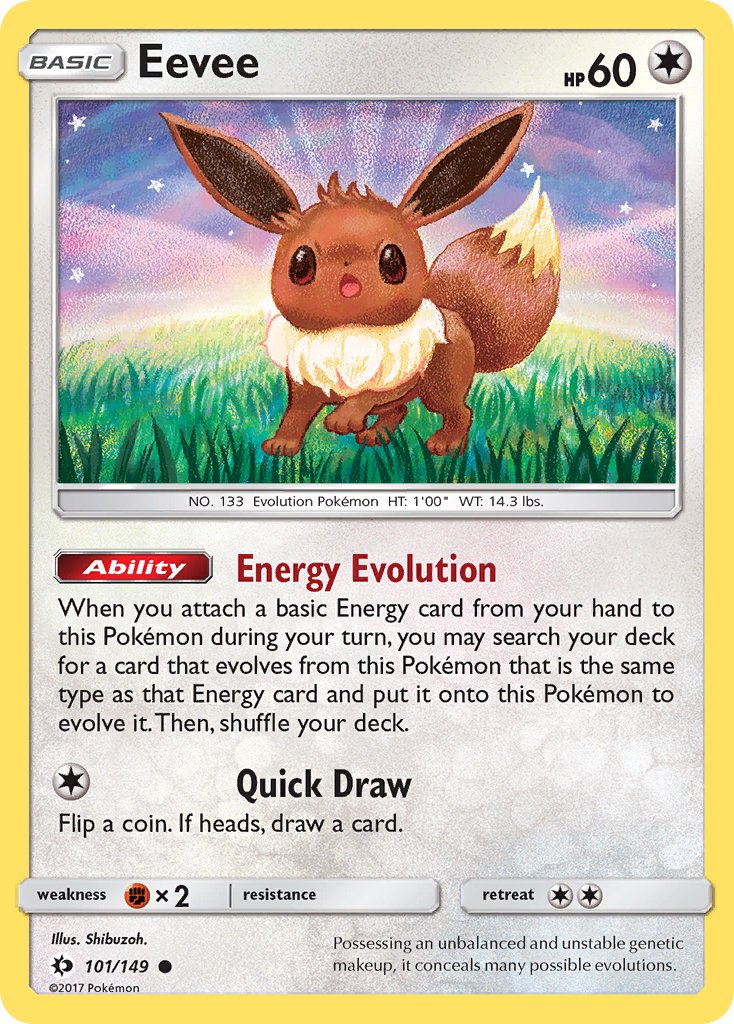 BASIC Eevee HP60
NO. 133 Evolution Pokémon HT: 1'00" WT: 14.3 lbs.
Ability Energy Evolution
When you attach a basic Energy card from your hand to
this Pokémon during your turn, you may search your deck
for a card that evolves from this Pokémon that is the same
type as that Energy card and put it onto this Pokémon to
evolve it. Then, shuffle your deck.
Quick Draw
Flip a coin. If heads, draw a card.
weakness ×2 resistance retreat
Illus. Shibuzoh.
101/149
©2017 Pokémon
Possessing an unbalanced and unstable genetic
makeup, it conceals many possible evolutions.